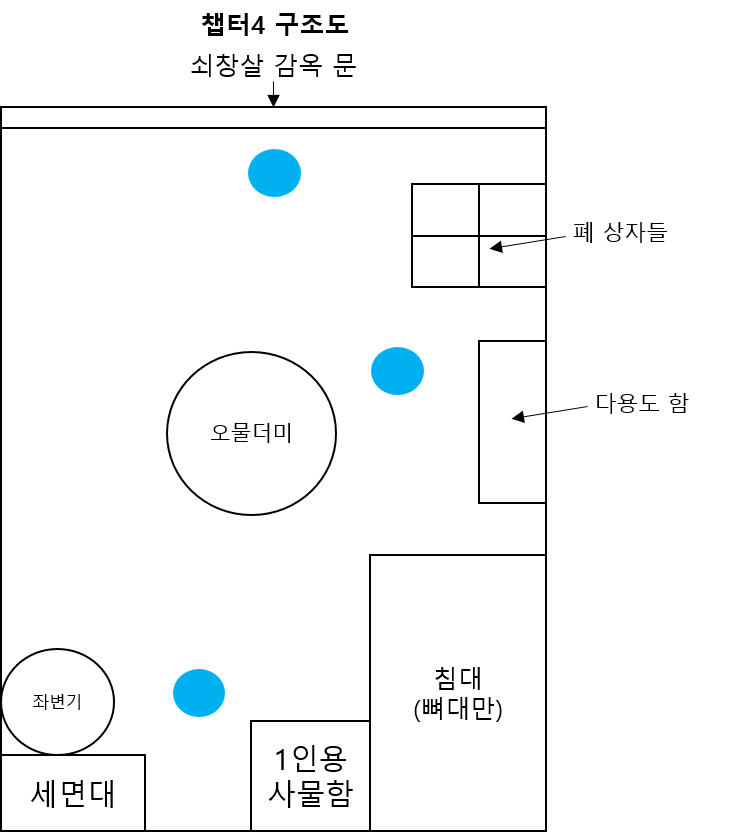 챕터4 구조도
쇠창살 감옥 문
폐 상자들
다용도 함
오물더미
침대
(뼈대만)
좌변기
1인용
사물함
세면대